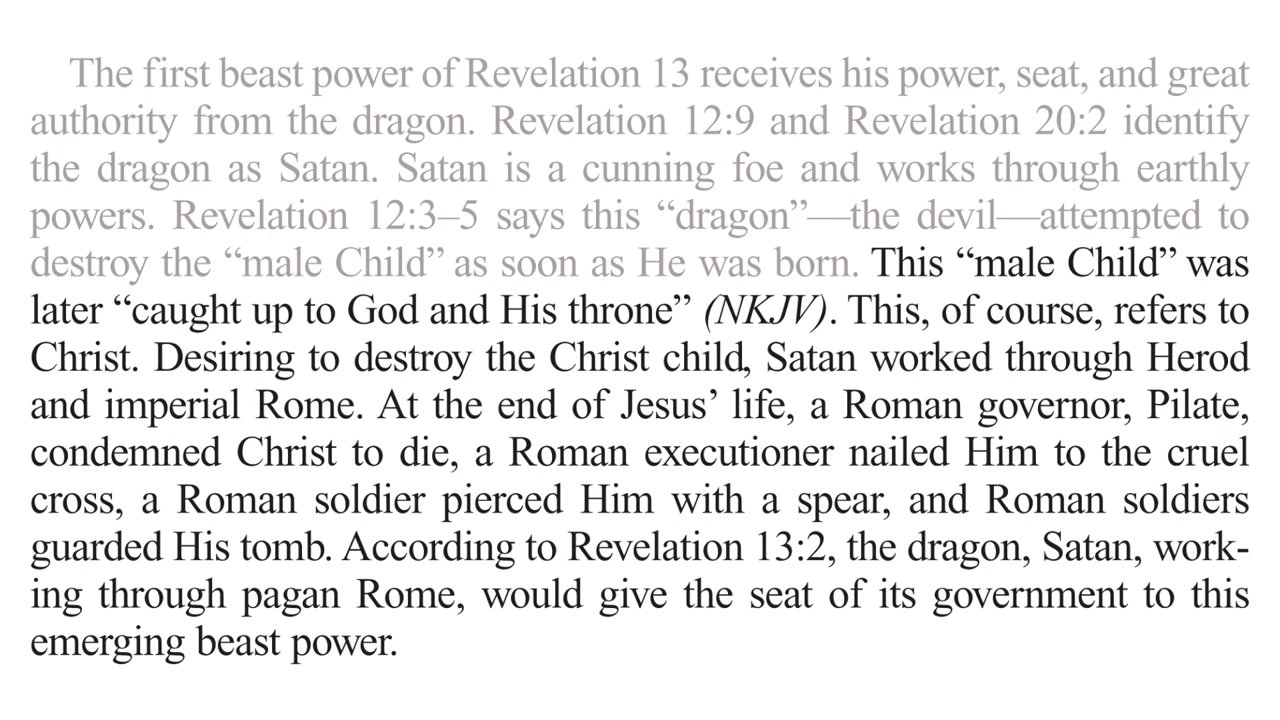 The first beast power of Revelation 13 receives his power, seat, and great
authority from the dragon. Revelation 12:9 and Revelation 20:2 identify
the dragon as Satan. Satan is a cunning foe and works through earthly
powers. Revelation 12:3–5 says this “dragon”—the devil—attempted to
destroy the “male Child” as soon as He was born. This “male Child” was
later “caught up to God and His throne” (NKJV). This, of course, refers to
Christ. Desiring to destroy the Christ child, Satan worked through Herod
and imperial Rome. At the end of Jesus’ life, a Roman governor, Pilate,
condemned Christ to die, a Roman executioner nailed Him to the cruel
cross, a Roman soldier pierced Him with a spear, and Roman soldiers
guarded His tomb. According to Revelation 13:2, the dragon, Satan, work-
ing through pagan Rome, would give the seat of its government to this
emerging beast power.